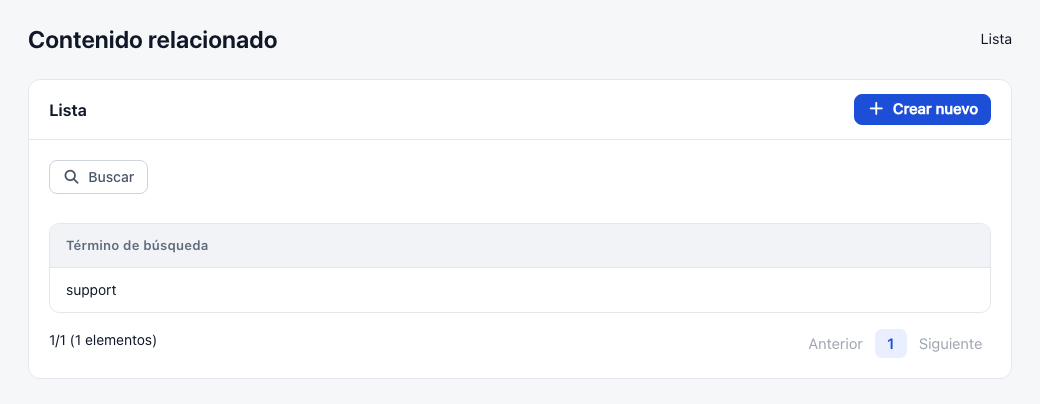 Contenido relacionado
Lista
Lista
Crear nuevo
Buscar
Término de búsqueda
support
1/1 (1 elementos)
Anterior 1 Siguiente